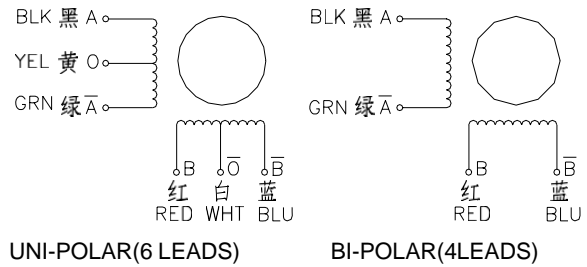 BLK 黑 A
YEL 黄 O
GRN 绿 A̅
B O̅ B̅
红 白 蓝
RED WHT BLU
UNI-POLAR(6 LEADS)
BLK 黑 A
GRN 绿 A̅
B B̅
红 蓝
RED BLU
BI-POLAR(4LEADS)